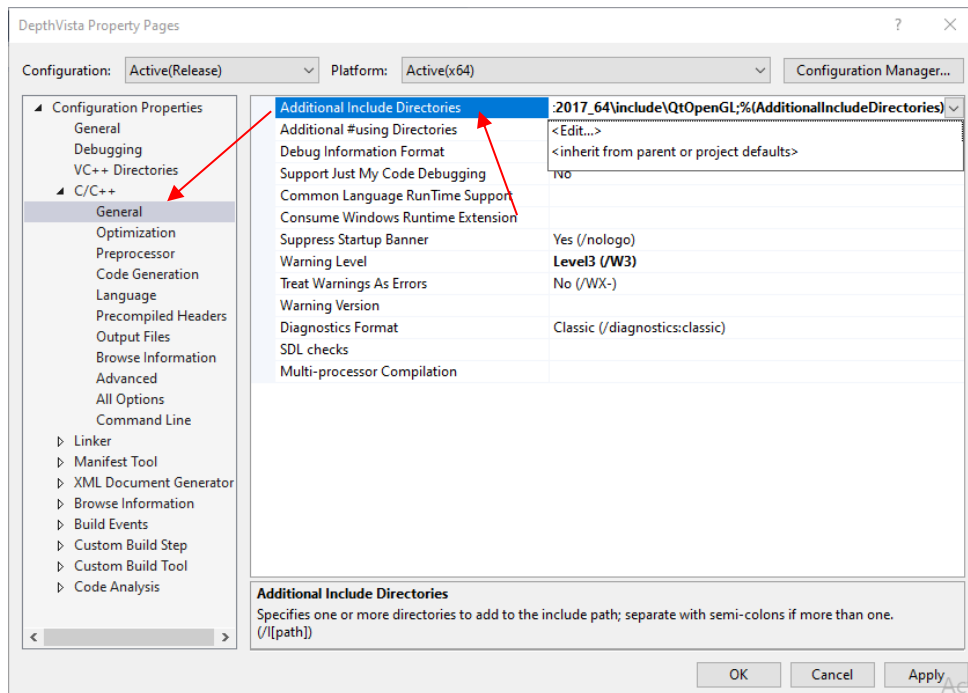 DepthVista Property Pages
?
Configuration: Active(Release) Platform: Active(x64) Configuration Manager...
Configuration Properties
General
Debugging
VC++ Directories
C/C++
General
Optimization
Preprocessor
Code Generation
Language
Precompiled Headers
Output Files
Browse Information
Advanced
All Options
Command Line
Linker
Manifest Tool
XML Document Generator
Browse Information
Build Events
Custom Build Step
Custom Build Tool
Code Analysis
Additional Include Directories :2017_64\include\QtOpenGL;%(AdditionalIncludeDirectories)
Additional #using Directories <Edit...>
Debug Information Format <inherit from parent or project defaults>
Support Just My Code Debugging No
Common Language RunTime Support
Consume Windows Runtime Extension
Suppress Startup Banner Yes (/nologo)
Warning Level Level3 (/W3)
Treat Warnings As Errors No (/WX-)
Warning Version
Diagnostics Format Classic (/diagnostics:classic)
SDL checks
Multi-processor Compilation
Additional Include Directories
Specifies one or more directories to add to the include path; separate with semi-colons if more than one.
(/I[path])
OK Cancel Apply